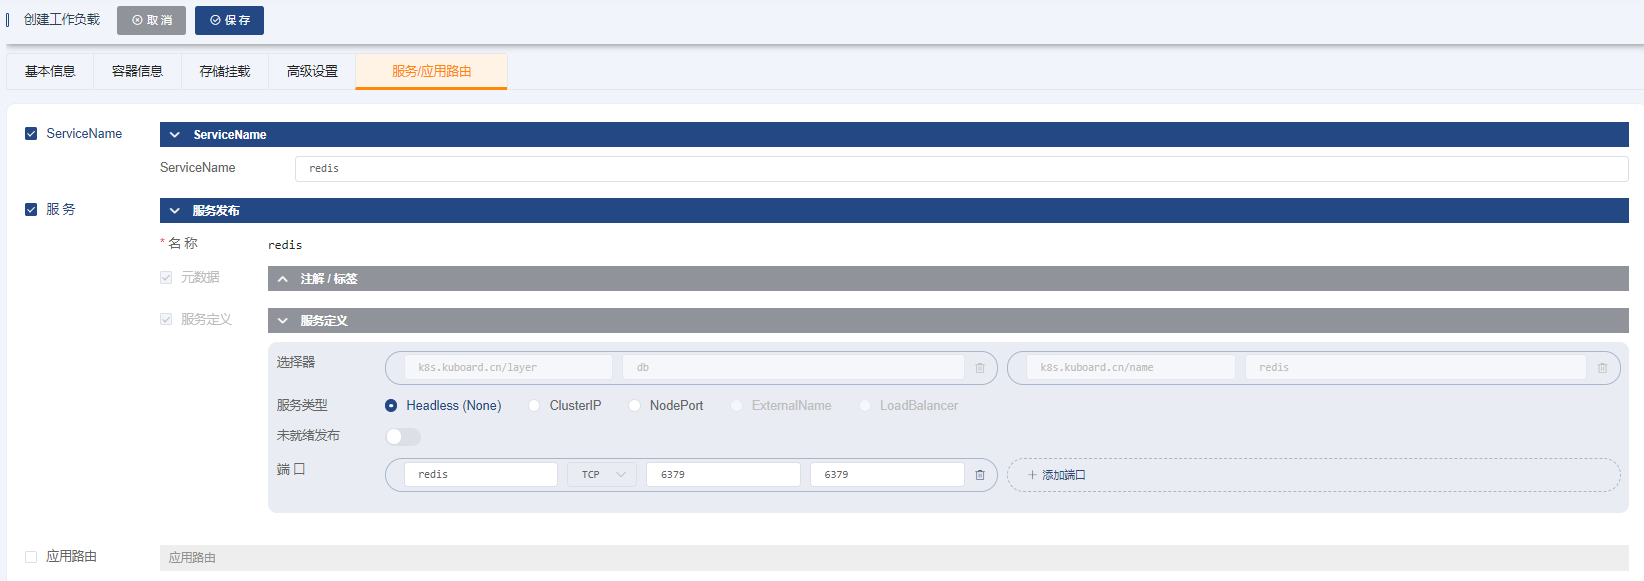 创建工作负载 取 消 保 存
基本信息 容器信息 存储挂载 高级设置 服务/应用路由
ServiceName ServiceName
ServiceName redis
服 务 服务发布
* 名 称 redis
元数据 注解 / 标签
服务定义 服务定义
选择器 k8s.kuboard.cn/layer db k8s.kuboard.cn/name redis
服务类型 Headless (None) ClusterIP NodePort ExternalName LoadBalancer
未就绪发布
端 口 redis TCP 6379 6379 添加端口
应用路由 应用路由